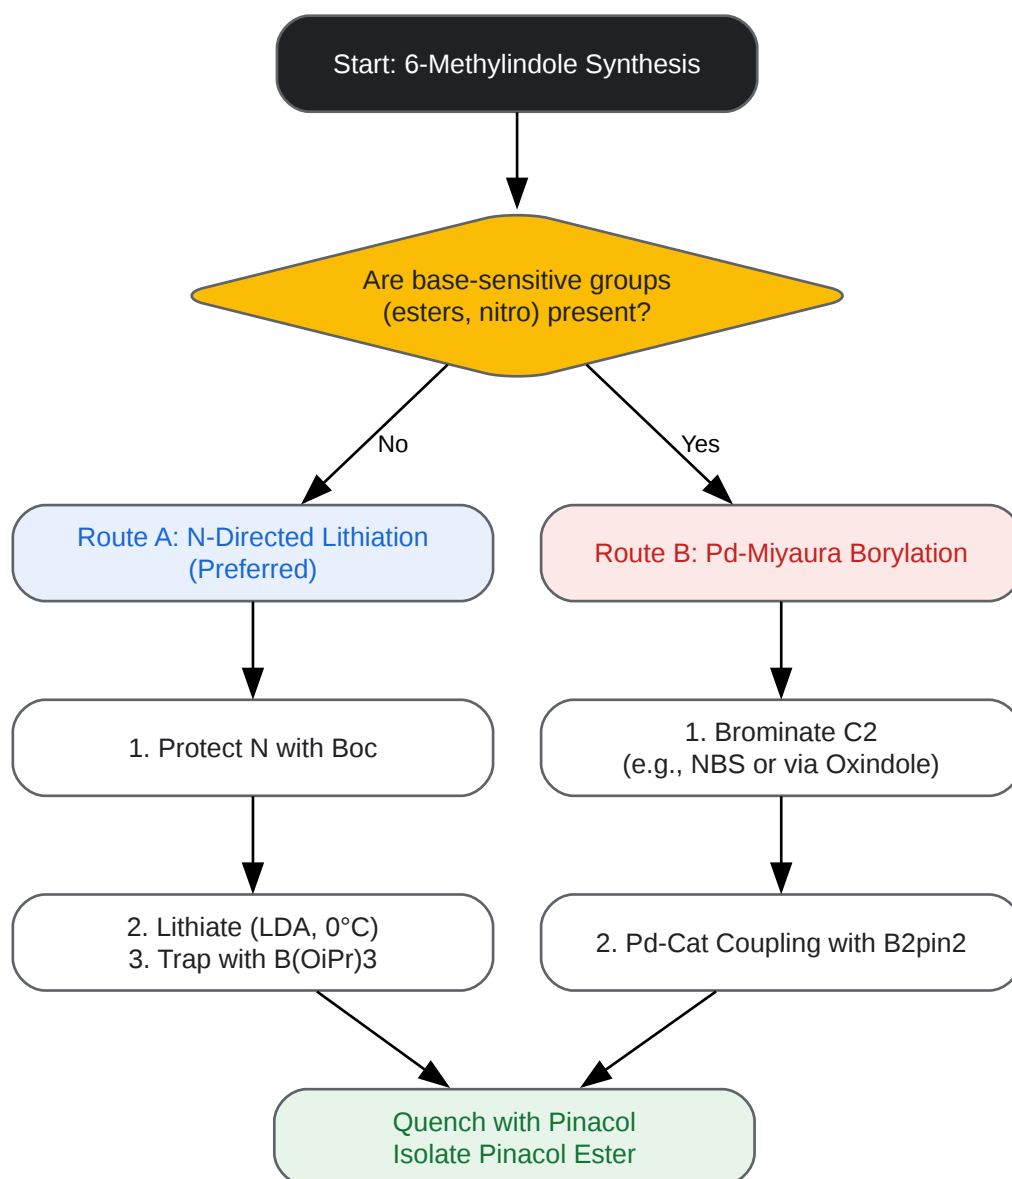 Start: 6-Methylindole Synthesis
Are base-sensitive groups
(esters, nitro) present?
No
Yes
Route A: N-Directed Lithiation
(Preferred)
Route B: Pd-Miyaura Borylation
1. Protect N with Boc
1. Brominate C2
(e.g., NBS or via Oxindole)
2. Lithiate (LDA, 0°C)
3. Trap with B(OiPr)3
2. Pd-Cat Coupling with B2pin2
Quench with Pinacol
Isolate Pinacol Ester